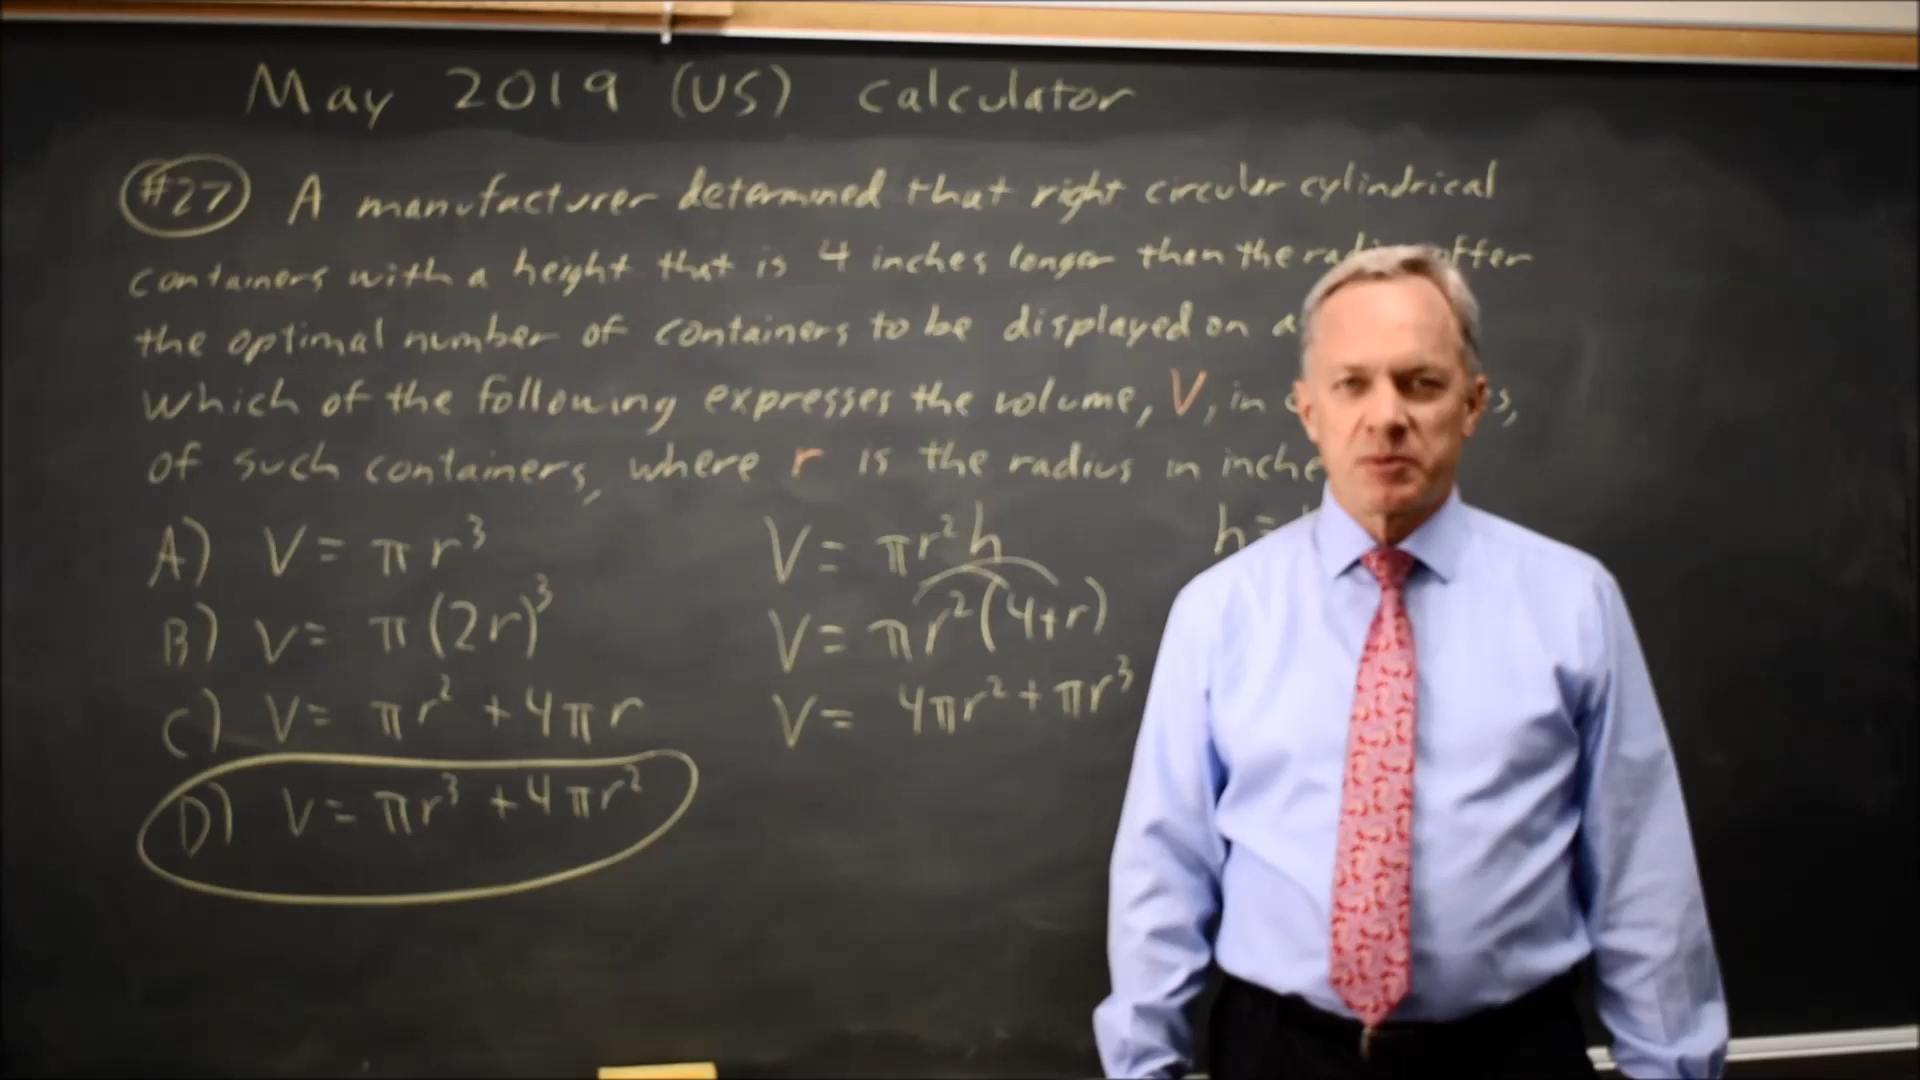 May 2019 (US) Calculator
#27 A manufacturer determined that right circular cylindrical
containers with a height that is 4 inches longer than the offer
the optimal number of containers to be displayed on a
Which of the following expresses the volume, V, in
of such containers, where r is the radius in
A) V = πr³
B) V = π(2r)³
C) V = πr² + 4πr
D) V = πr³ + 4πr²
V = πr²h
V = πr²(4+r)
V = 4πr² + πr³
h =